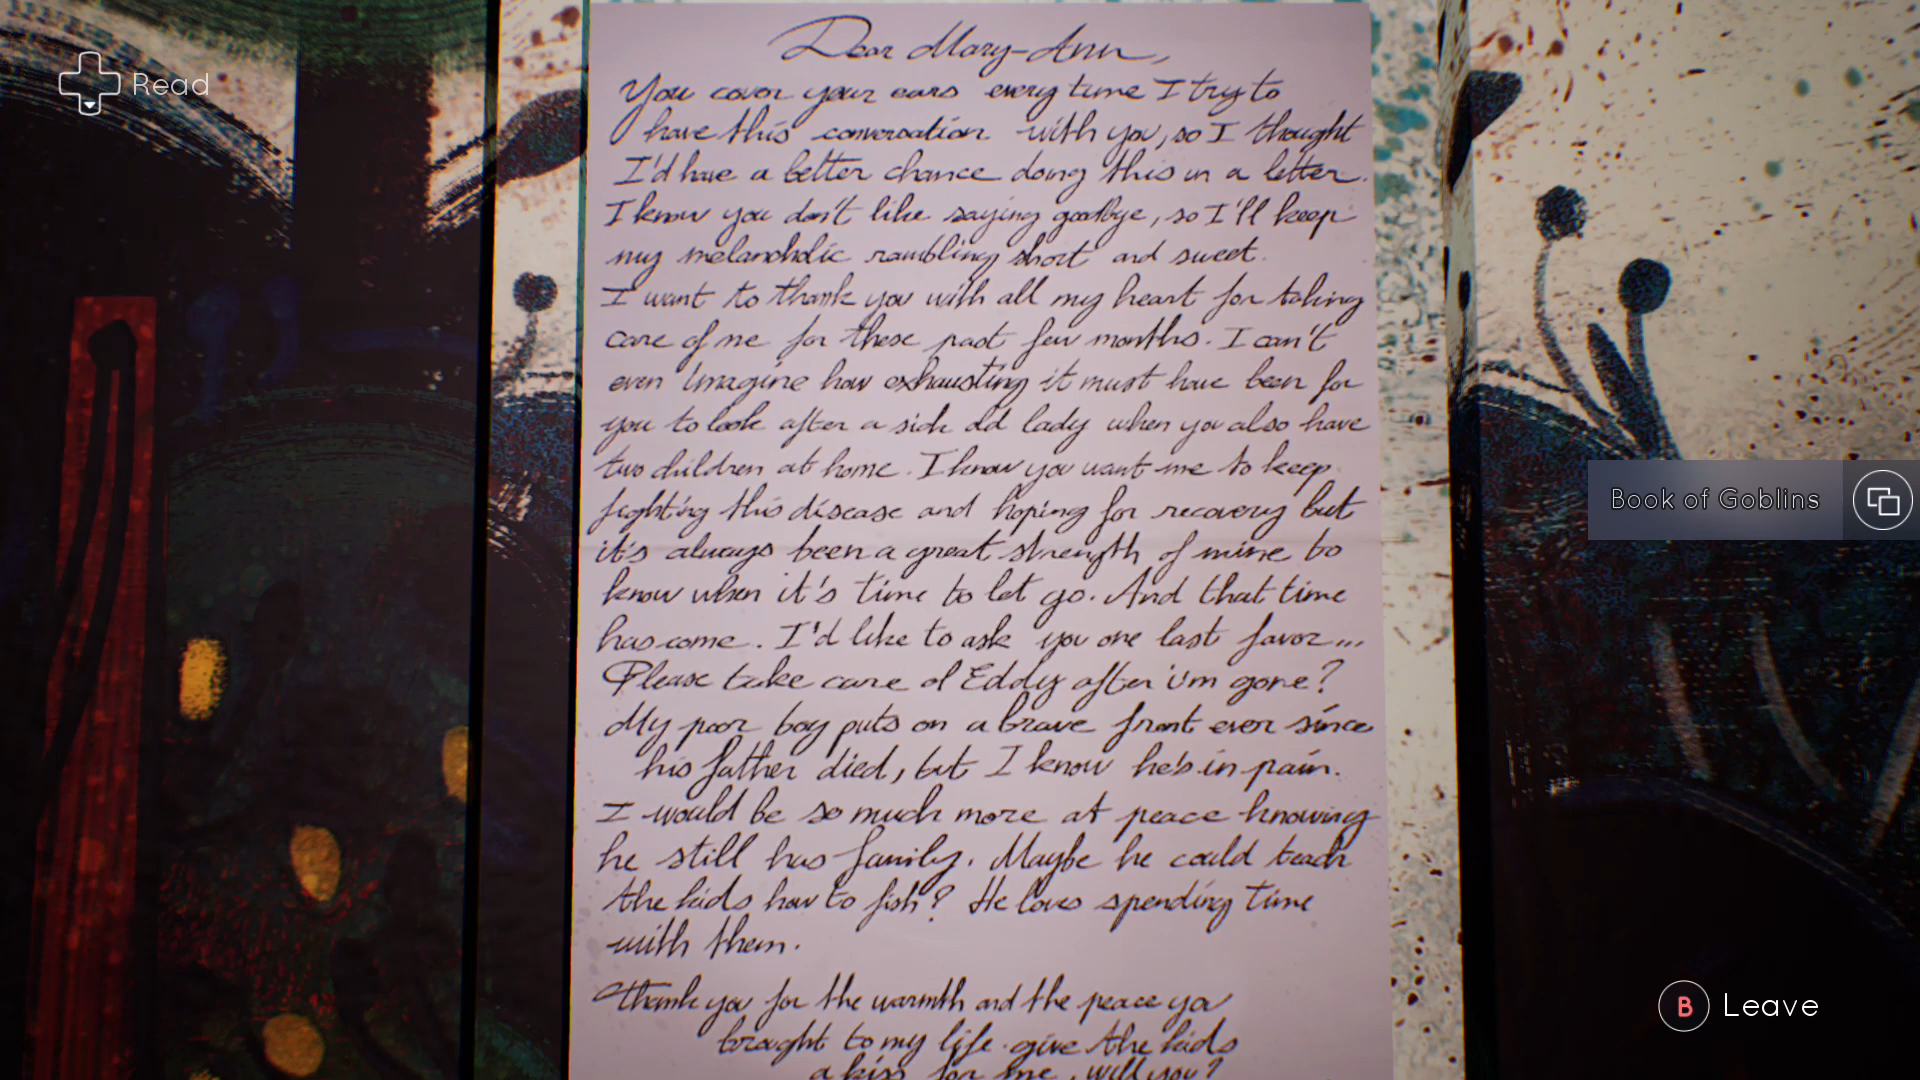 Read
Dear Mary-Ann,
You cover your ears every time I try to
have this conversation with you, so I thought
I'd have a better chance doing this in a letter.
I know you don't like saying goodbye, so I'll keep
my melancholic rambling short and sweet.
I want to thank you with all my heart for taking
care of me for these past few months. I can't
even imagine how exhausting it must have been for
you to look after a sick old lady when you also have
two children at home. I know you want me to keep
fighting this disease and hoping for recovery but
it's always been a great strength of mine to
know when it's time to let go. And that time
has come. I'd like to ask you one last favor...
Please take care of Eddy after i'm gone?
My poor boy puts on a brave front ever since
his father died, but I know he's in pain.
I would be so much more at peace knowing
he still has family. Maybe he could teach
the kids how to fish? He loves spending time
with them.
Thank you for the warmth and the peace you
brought to my life. give the kids
a kiss for me, will you?
Book of Goblins
B Leave